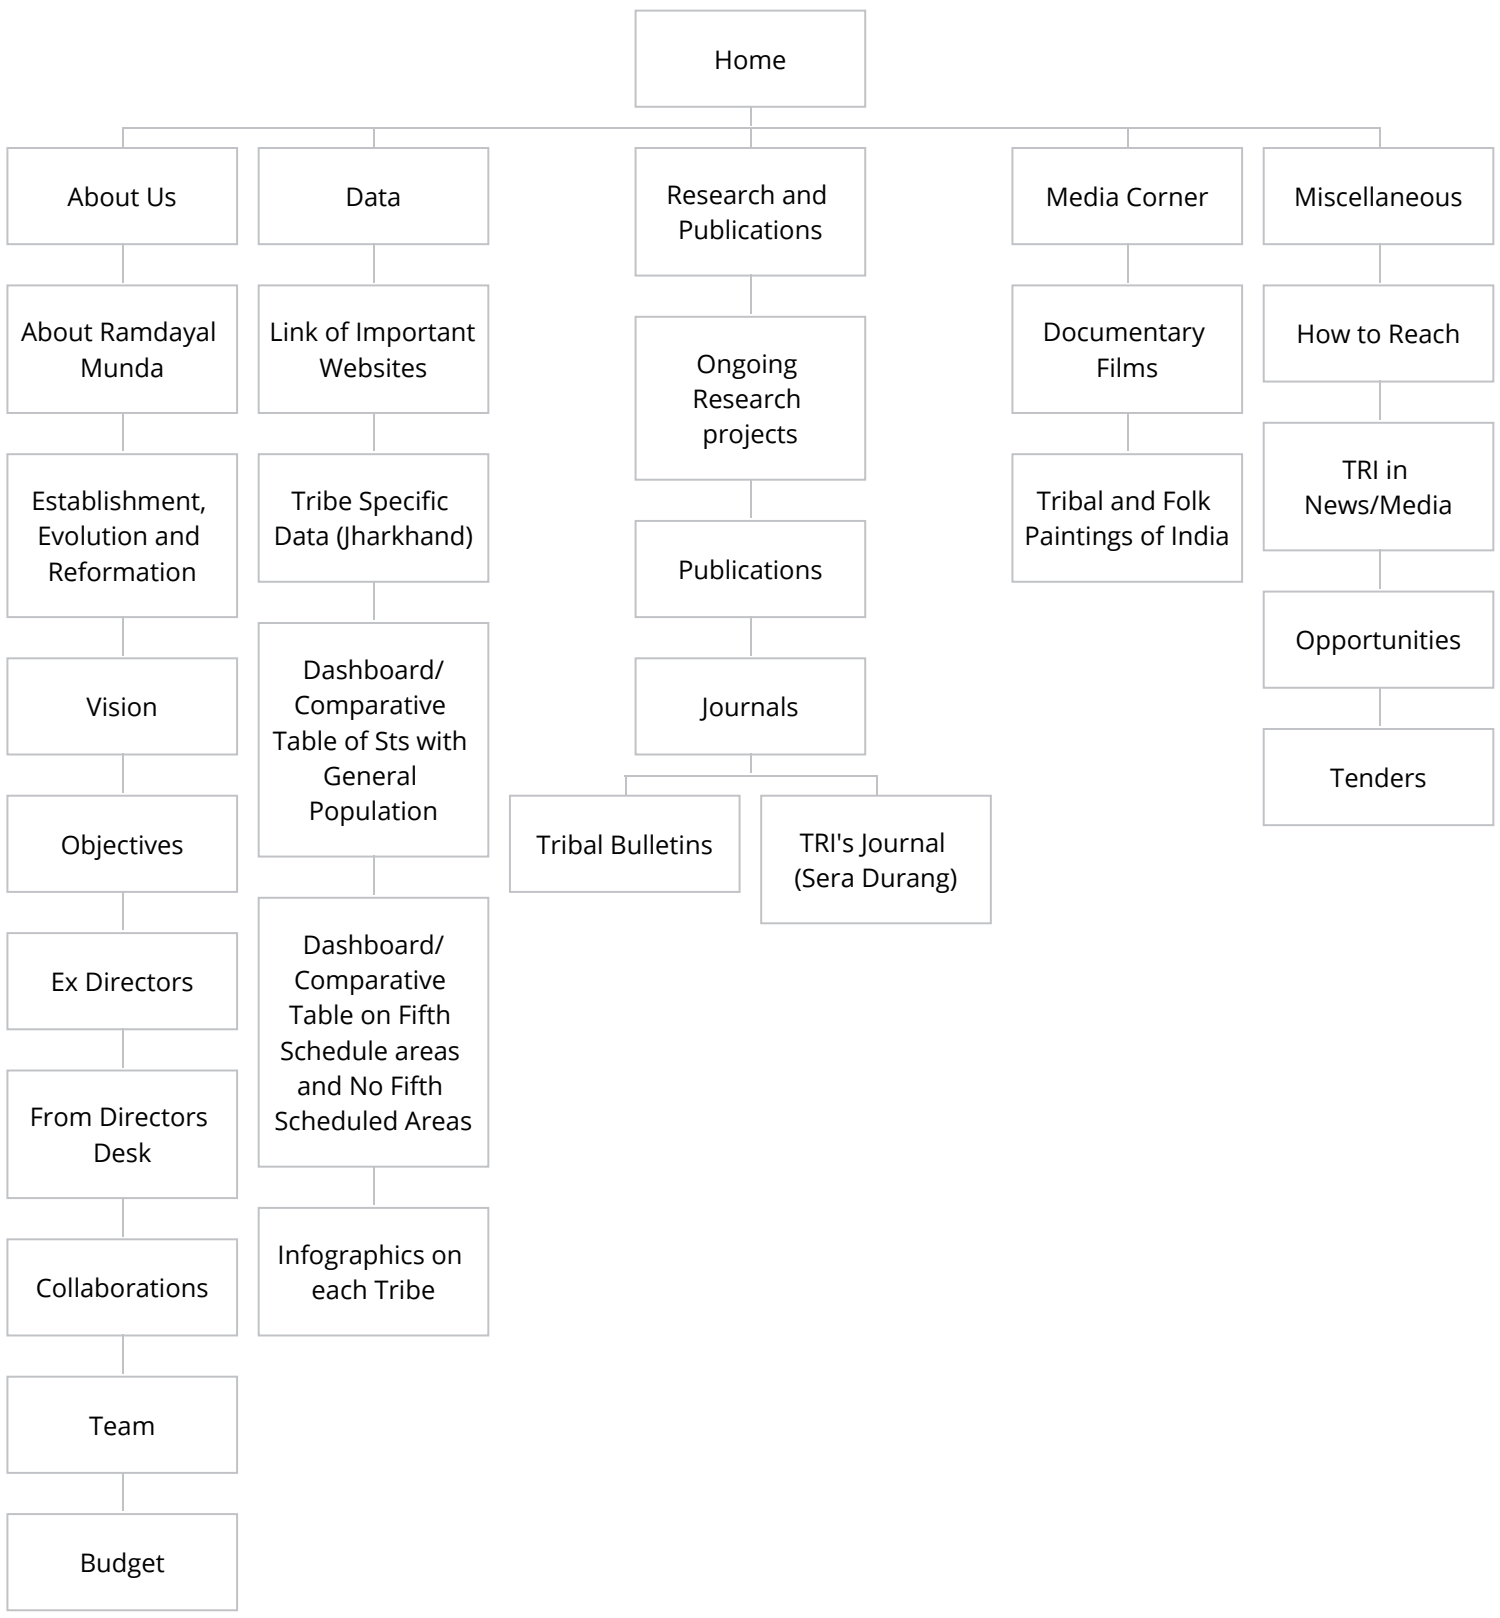 Home
About Us
Data
Research and
Publications
Media Corner
Miscellaneous
About Ramdayal
Munda
Establishment,
Evolution and
Reformation
Vision
Objectives
Ex Directors
From Directors
Desk
Collaborations
Team
Budget
Link of Important
Websites
Tribe Specific
Data (Jharkhand)
Dashboard/
Comparative
Table of Sts with
General
Population
Dashboard/
Comparative
Table on Fifth
Schedule areas
and No Fifth
Scheduled Areas
Infographics on
each Tribe
Ongoing
Research
projects
Publications
Journals
Tribal Bulletins
TRI's Journal
(Sera Durang)
Documentary
Films
Tribal and Folk
Paintings of India
How to Reach
TRI in
News/Media
Opportunities
Tenders